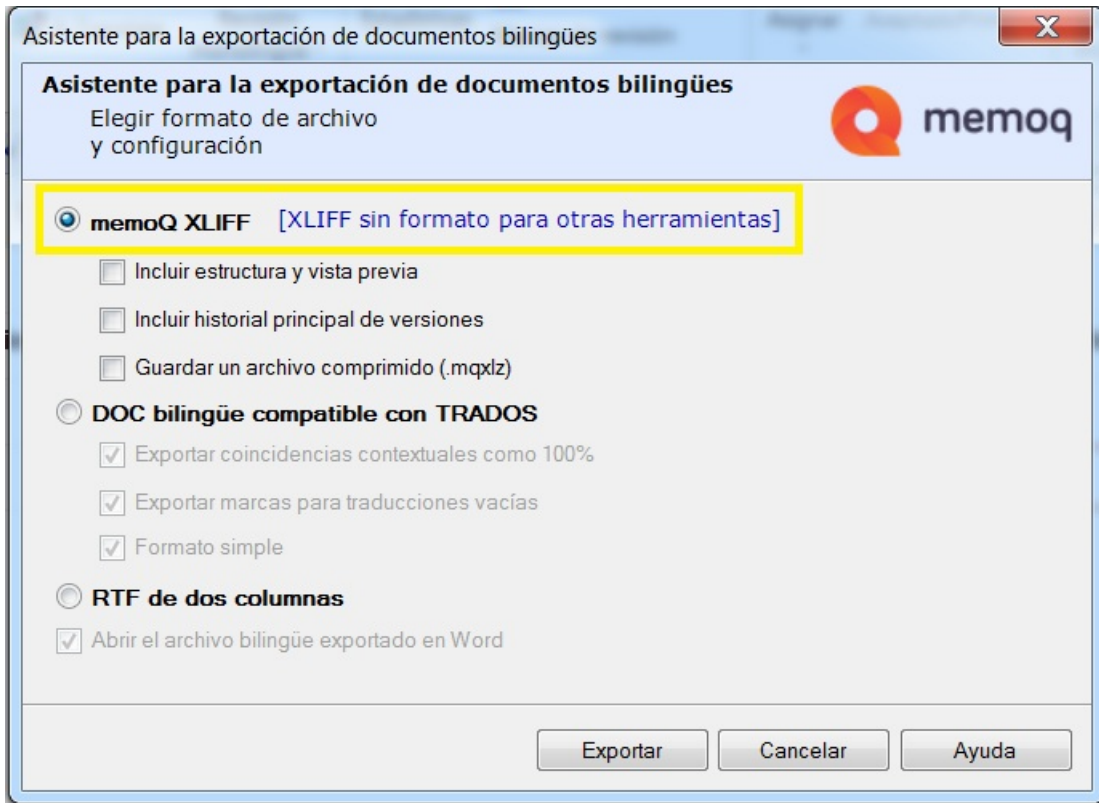 Asistente para la exportación de documentos bilingües
Asistente para la exportación de documentos bilingües
Elegir formato de archivo
y configuración
memoq
memoQ XLIFF [XLIFF sin formato para otras herramientas]
Incluir estructura y vista previa
Incluir historial principal de versiones
Guardar un archivo comprimido (.mqxlz)
DOC bilingüe compatible con TRADOS
Exportar coincidencias contextuales como 100%
Exportar marcas para traducciones vacías
Formato simple
RTF de dos columnas
Abrir el archivo bilingüe exportado en Word
Exportar Cancelar Ayuda